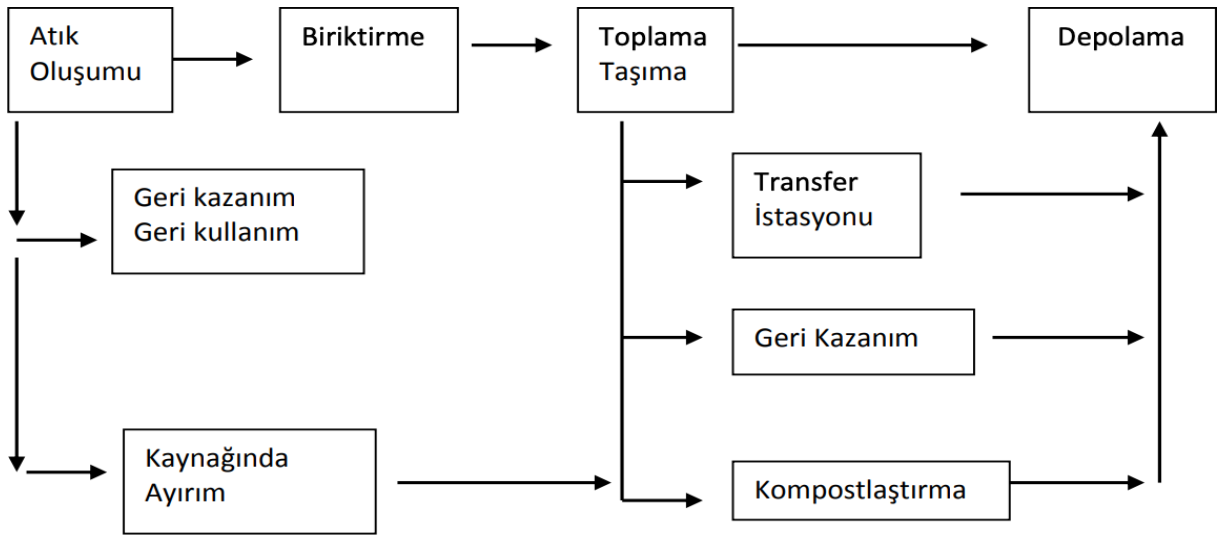 Atık
Oluşumu
Biriktirme
Toplama
Taşıma
Depolama
Geri kazanım
Geri kullanım
Transfer
İstasyonu
Geri Kazanım
Kaynağında
Ayırım
Kompostlaştırma